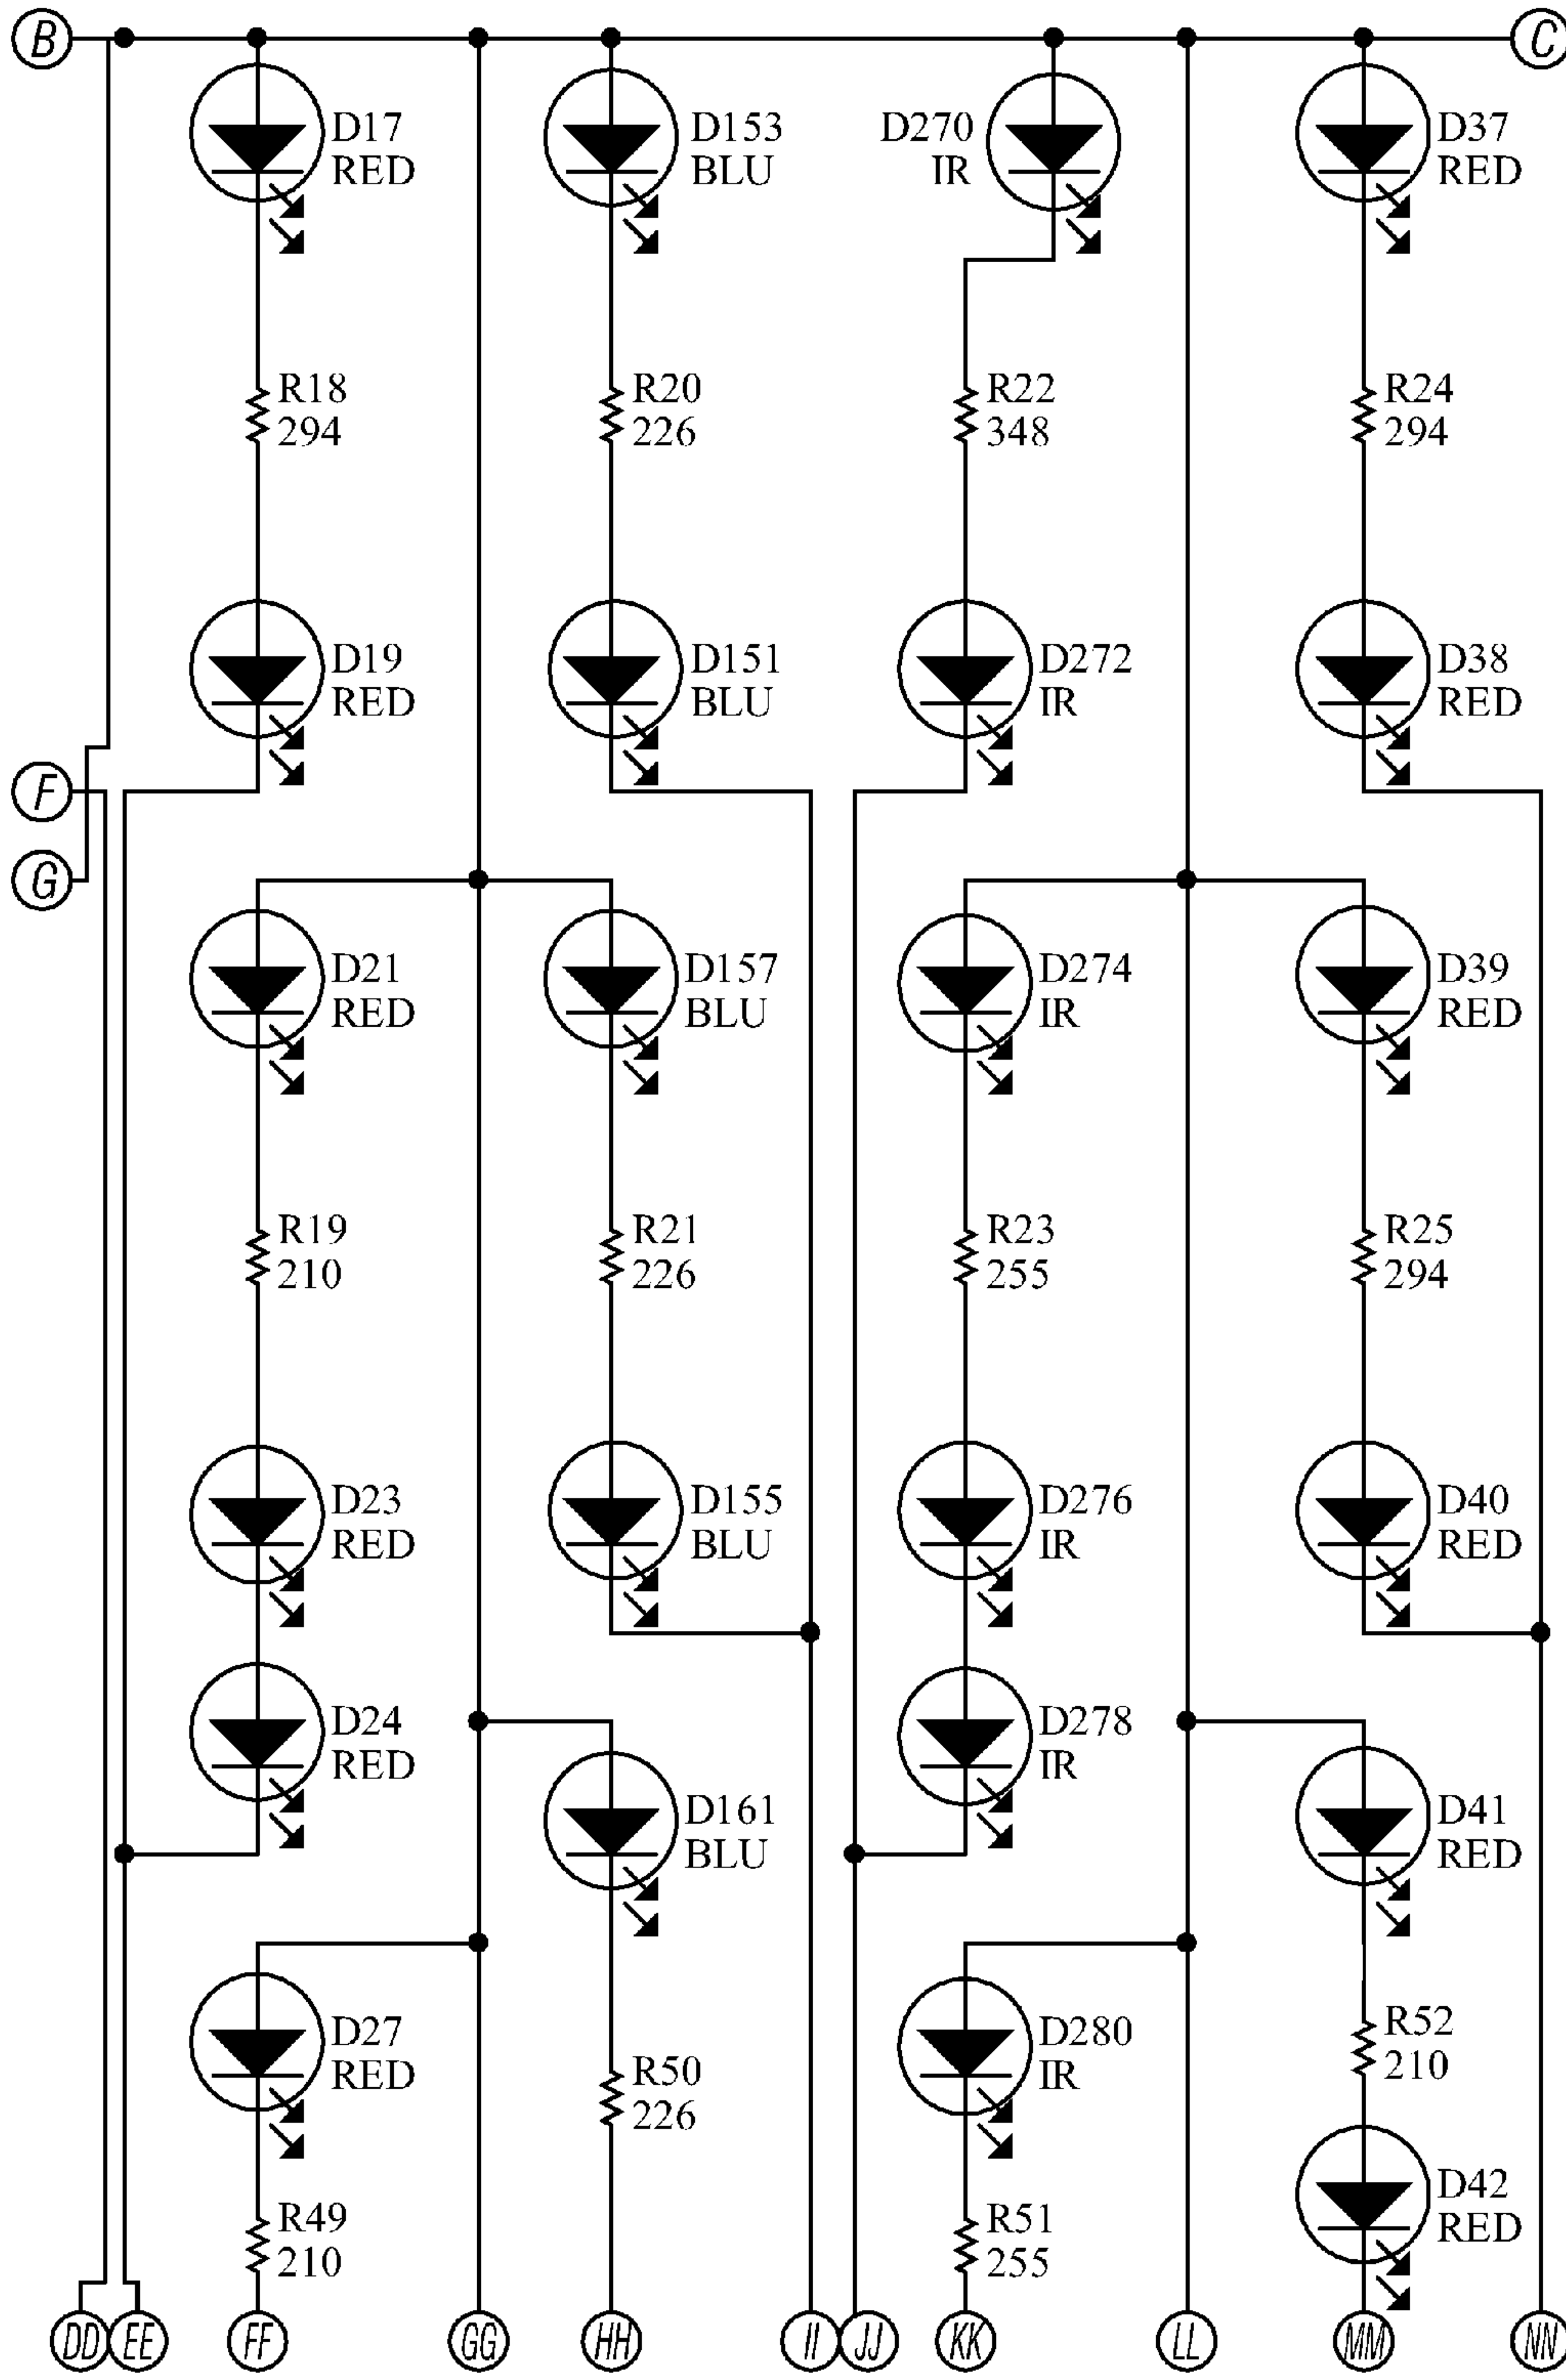 B
C
D17
RED
D153
BLU
D270
IR
D37
RED
R18
294
R20
226
R22
348
R24
294
D19
RED
D151
BLU
D272
IR
D38
RED
F
G
D21
RED
D157
BLU
D274
IR
D39
RED
R19
210
R21
226
R23
255
R25
294
D23
RED
D155
BLU
D276
IR
D40
RED
D24
RED
D278
IR
D161
BLU
D41
RED
D27
RED
D280
IR
R52
210
R50
226
D42
RED
R49
210
R51
255
DD
EE
FF
GG
HH
II
JJ
KK
LL
MM
NN